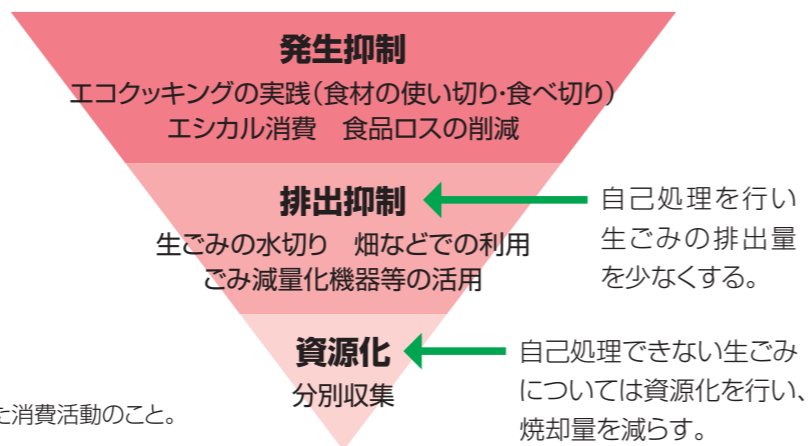 発生抑制
エコクッキングの実践（食材の使い切り・食べ切り）
エシカル消費　食品ロスの削減
排出抑制
生ごみの水切り　畑などでの利用
ごみ減量化機器等の活用
自己処理を行い
生ごみの排出量
を少なくする。
資源化
分別収集
自己処理できない生ごみ
については資源化を行い、
焼却量を減らす。
た消費活動のこと。